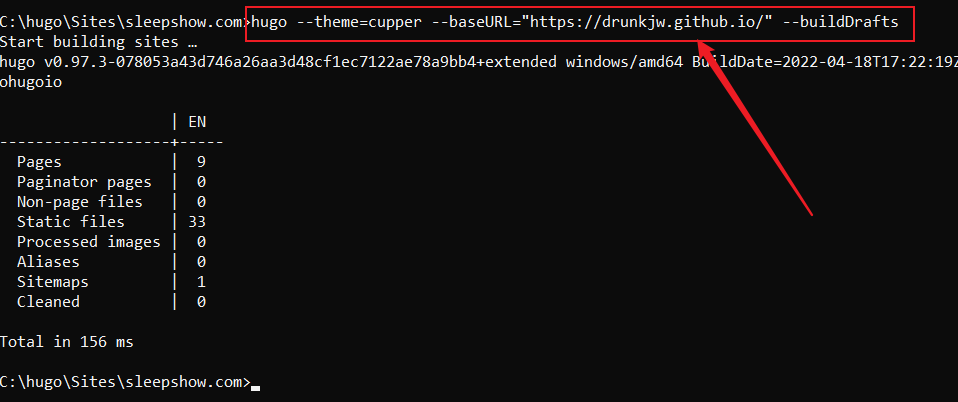 C:\hugo\Sites\sleepshow.com>hugo --theme=cupper --baseURL="https://drunkjw.github.io/" --buildDrafts
Start building sites …
hugo v0.97.3-078053a43d746a26aa3d48cf1ec7122ae78a9bb4+extended windows/amd64 BuildDate=2022-04-18T17:22:19Z
ohugoio
| EN
-------------------+-----
Pages | 9
Paginator pages | 0
Non-page files | 0
Static files | 33
Processed images | 0
Aliases | 0
Sitemaps | 1
Cleaned | 0
Total in 156 ms
C:\hugo\Sites\sleepshow.com>